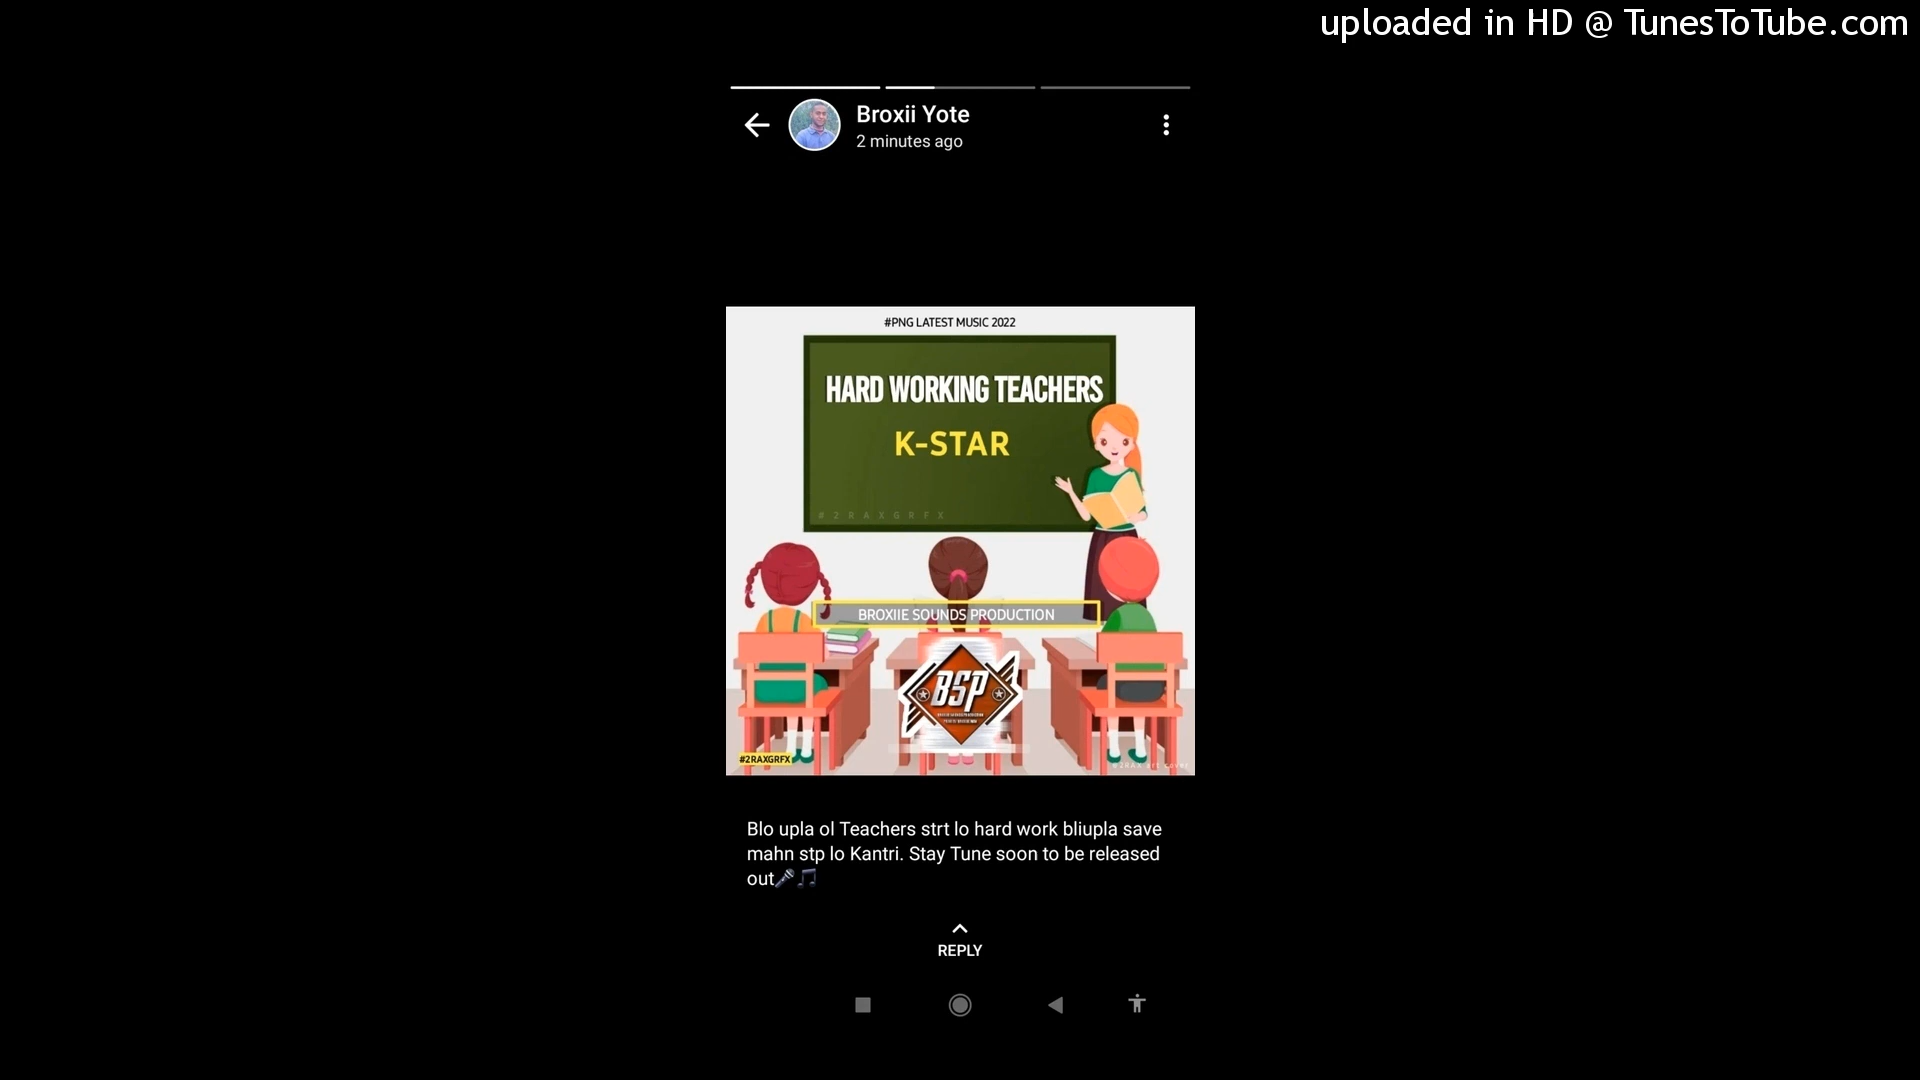 uploaded in HD @ TunesToTube.com
Broxii Yote
2 minutes ago
#PNG LATEST MUSIC 2022
HARD WORKING TEACHERS
K-STAR
#2RAXGRFX
BROXIIE SOUNDS PRODUCTION
BSP
#2RAXGRFX
Blo upla ol Teachers strt lo hard work bliupla save
mahn stp lo Kantri. Stay Tune soon to be released
out🎤🎵
REPLY